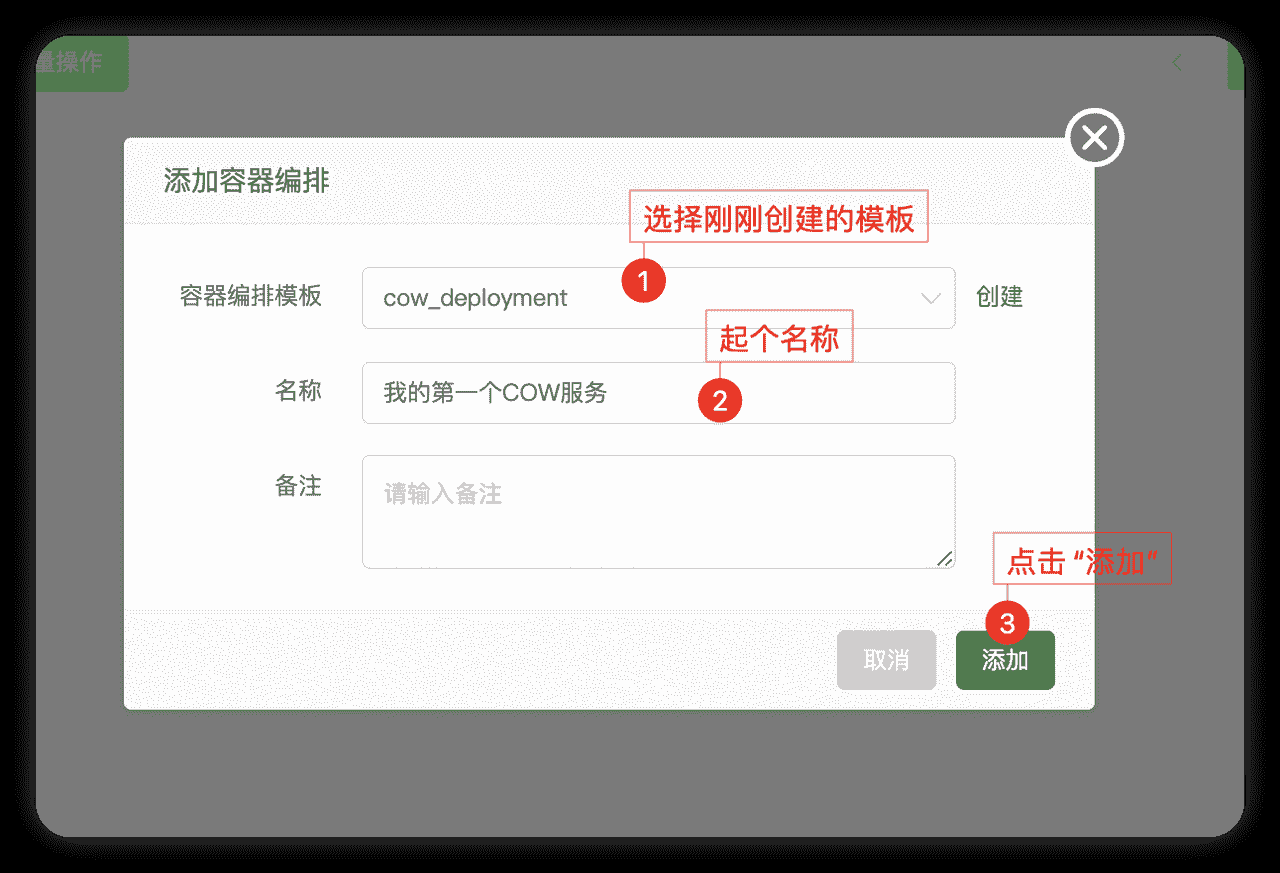 量操作
添加容器编排
选择刚刚创建的模板
1
容器编排模板
cow_deployment
创建
起个名称
2
名称
我的第一个COW服务
备注
请输入备注
点击“添加”
3
取消
添加